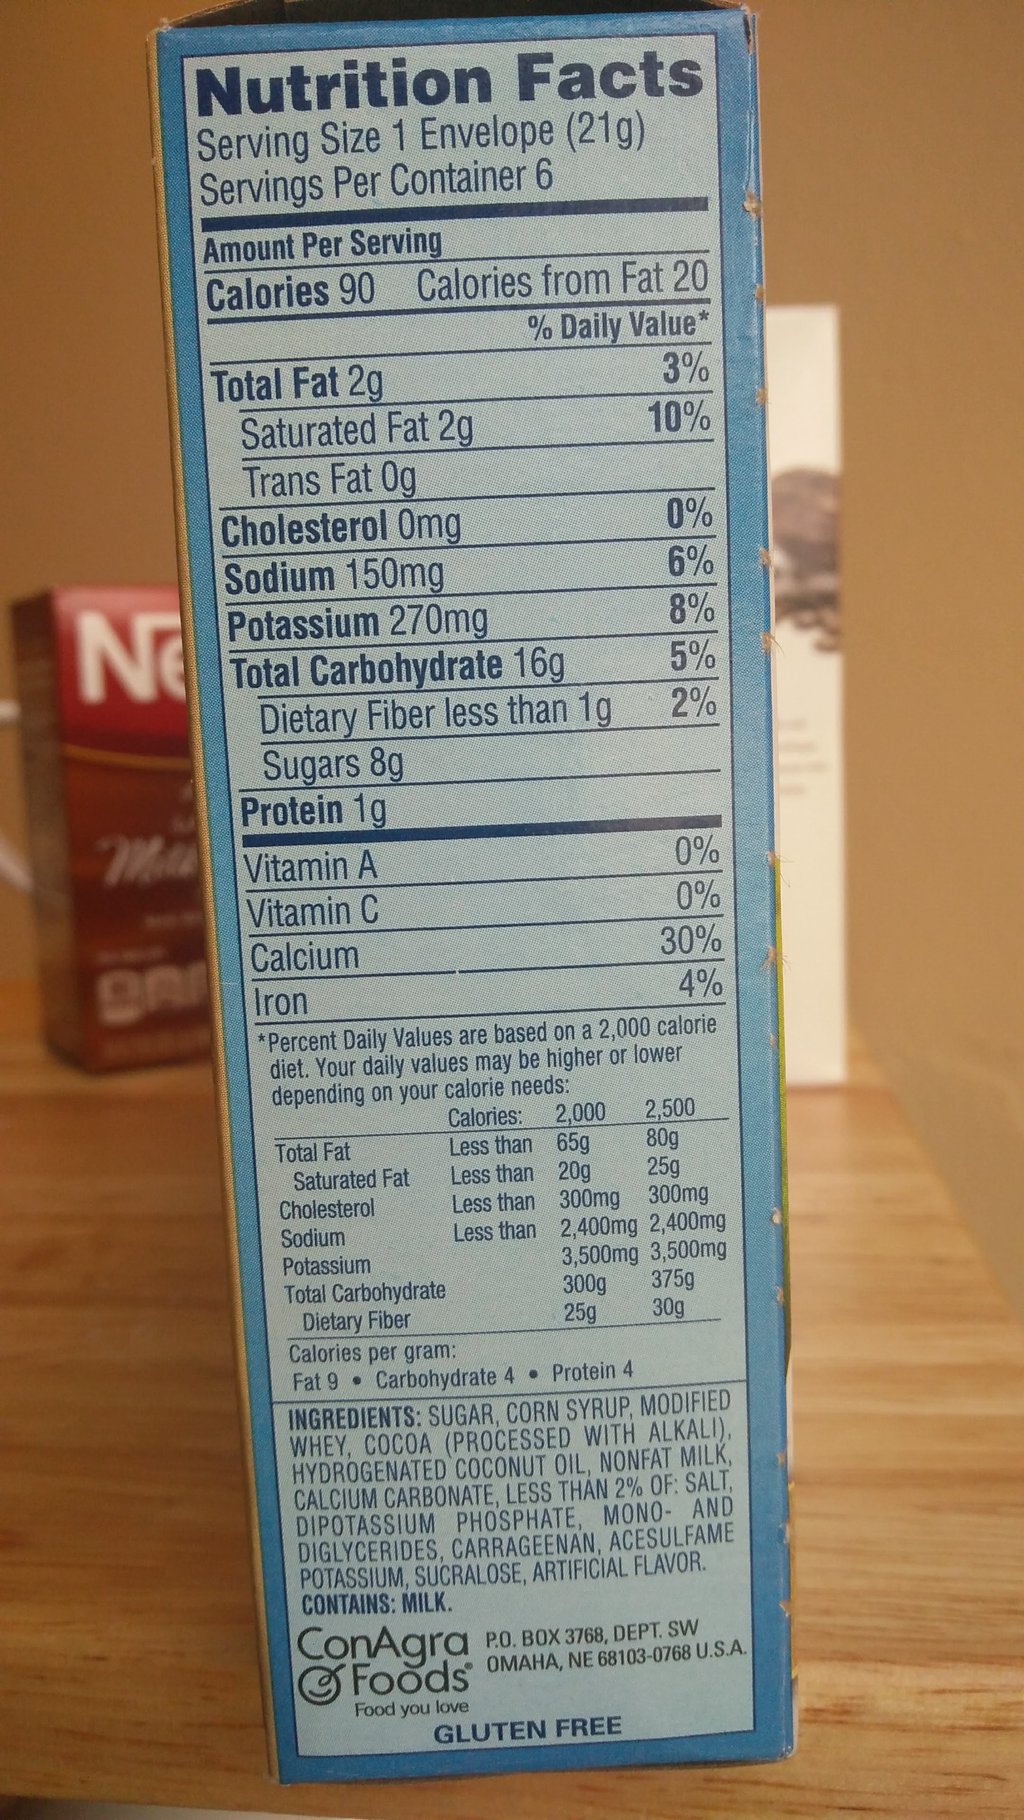 Nutrition Facts
Serving Size 1 Envelope (21g)
Servings Per Container 6
Amount Per Serving
Calories 90 Calories from Fat 20
% Daily Value*
Total Fat 2g 3%
Saturated Fat 2g 10%
Trans Fat 0g
Cholesterol 0mg 0%
Sodium 150mg 6%
Potassium 270mg 8%
Total Carbohydrate 16g 5%
Dietary Fiber less than 1g 2%
Sugars 8g
Protein 1g
Vitamin A 0%
Vitamin C 0%
Calcium 30%
Iron 4%
*Percent Daily Values are based on a 2,000 calorie
diet. Your daily values may be higher or lower
depending on your calorie needs:
Calories: 2,000 2,500
Total Fat Less than 65g 80g
Saturated Fat Less than 20g 25g
Cholesterol Less than 300mg 300mg
Sodium Less than 2,400mg 2,400mg
Potassium 3,500mg 3,500mg
Total Carbohydrate 300g 375g
Dietary Fiber 25g 30g
Calories per gram:
Fat 9 • Carbohydrate 4 • Protein 4
INGREDIENTS: SUGAR, CORN SYRUP, MODIFIED
WHEY, COCOA (PROCESSED WITH ALKALI),
HYDROGENATED COCONUT OIL, NONFAT MILK,
CALCIUM CARBONATE, LESS THAN 2% OF: SALT,
DIPOTASSIUM PHOSPHATE, MONO- AND
DIGLYCERIDES, CARRAGEENAN, ACESULFAME
POTASSIUM, SUCRALOSE, ARTIFICIAL FLAVOR.
CONTAINS: MILK.
ConAgra
Foods®
Food you love
P.O. BOX 3768, DEPT. SW
OMAHA, NE 68103-0768 U.S.A.
GLUTEN FREE
Ne